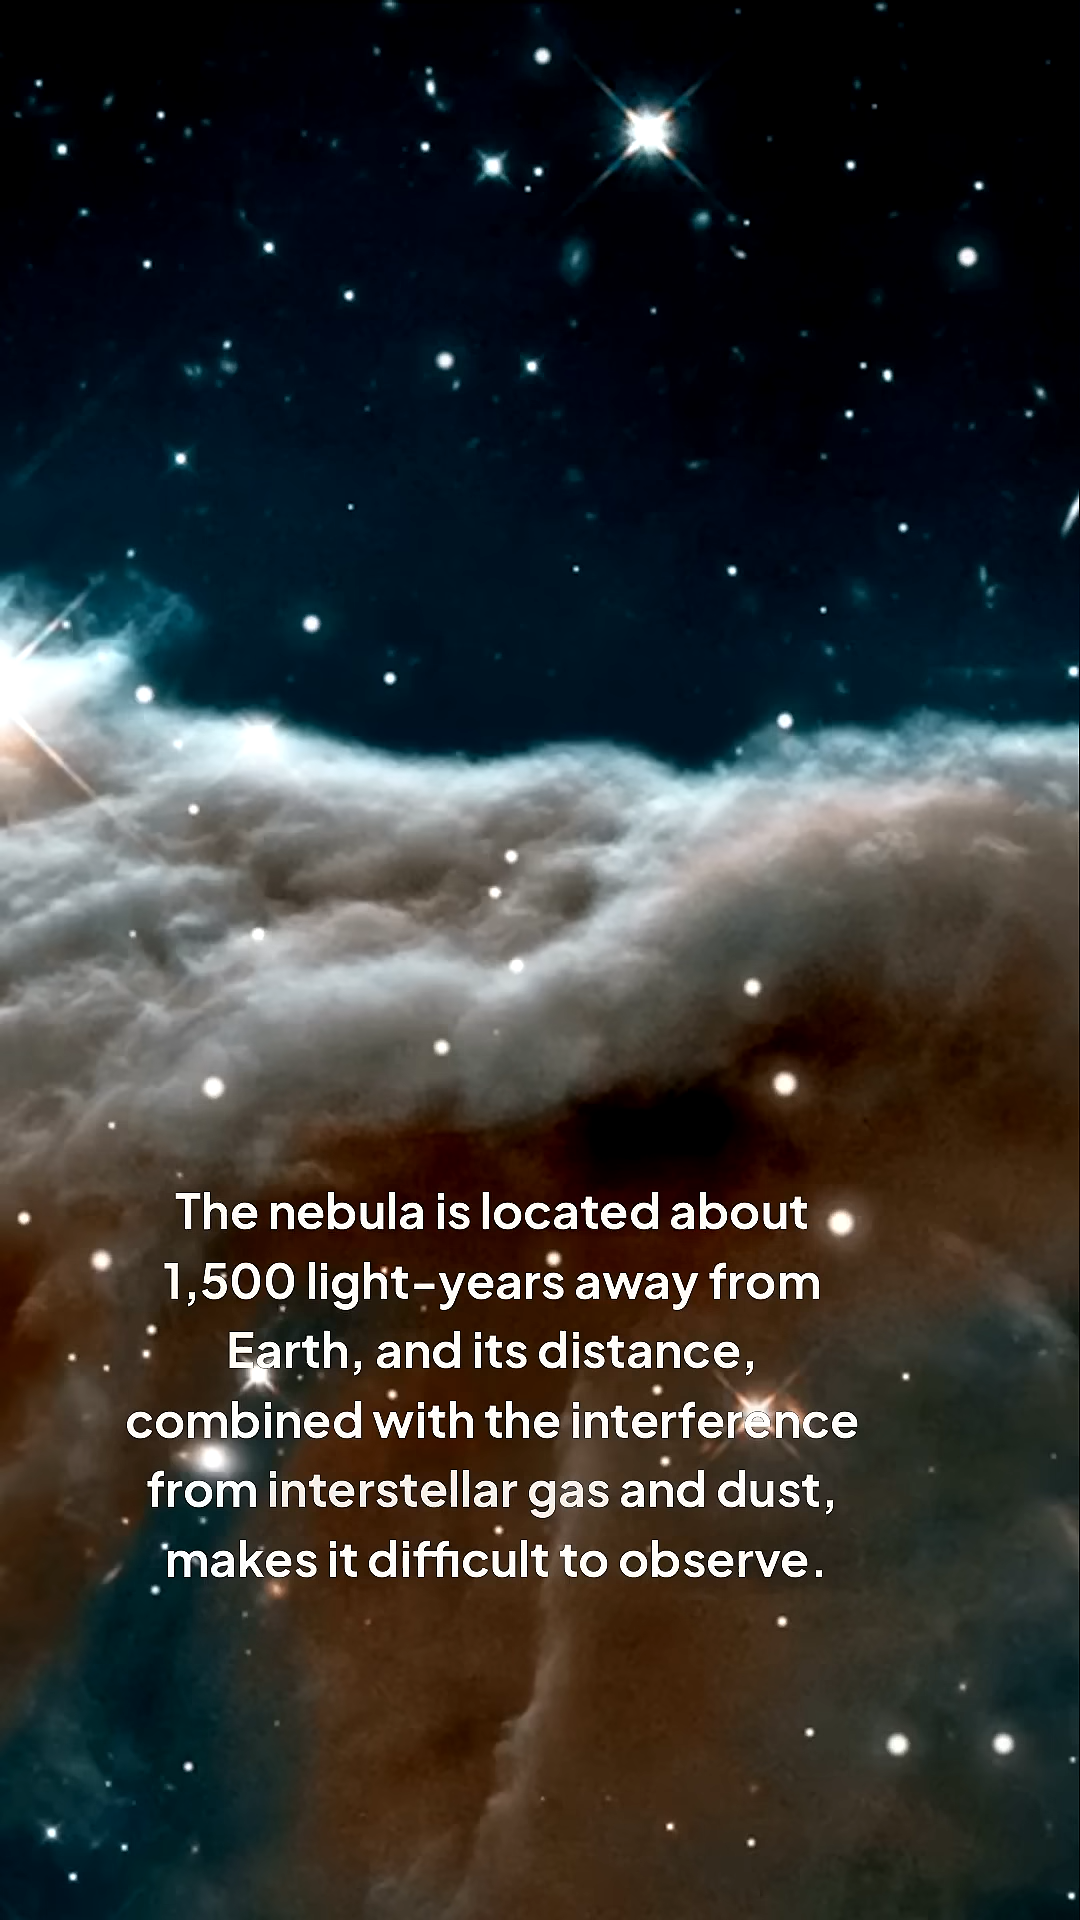 The nebula is located about
1,500 light-years away from
Earth, and its distance,
combined with the interference
from interstellar gas and dust,
makes it difficult to observe.